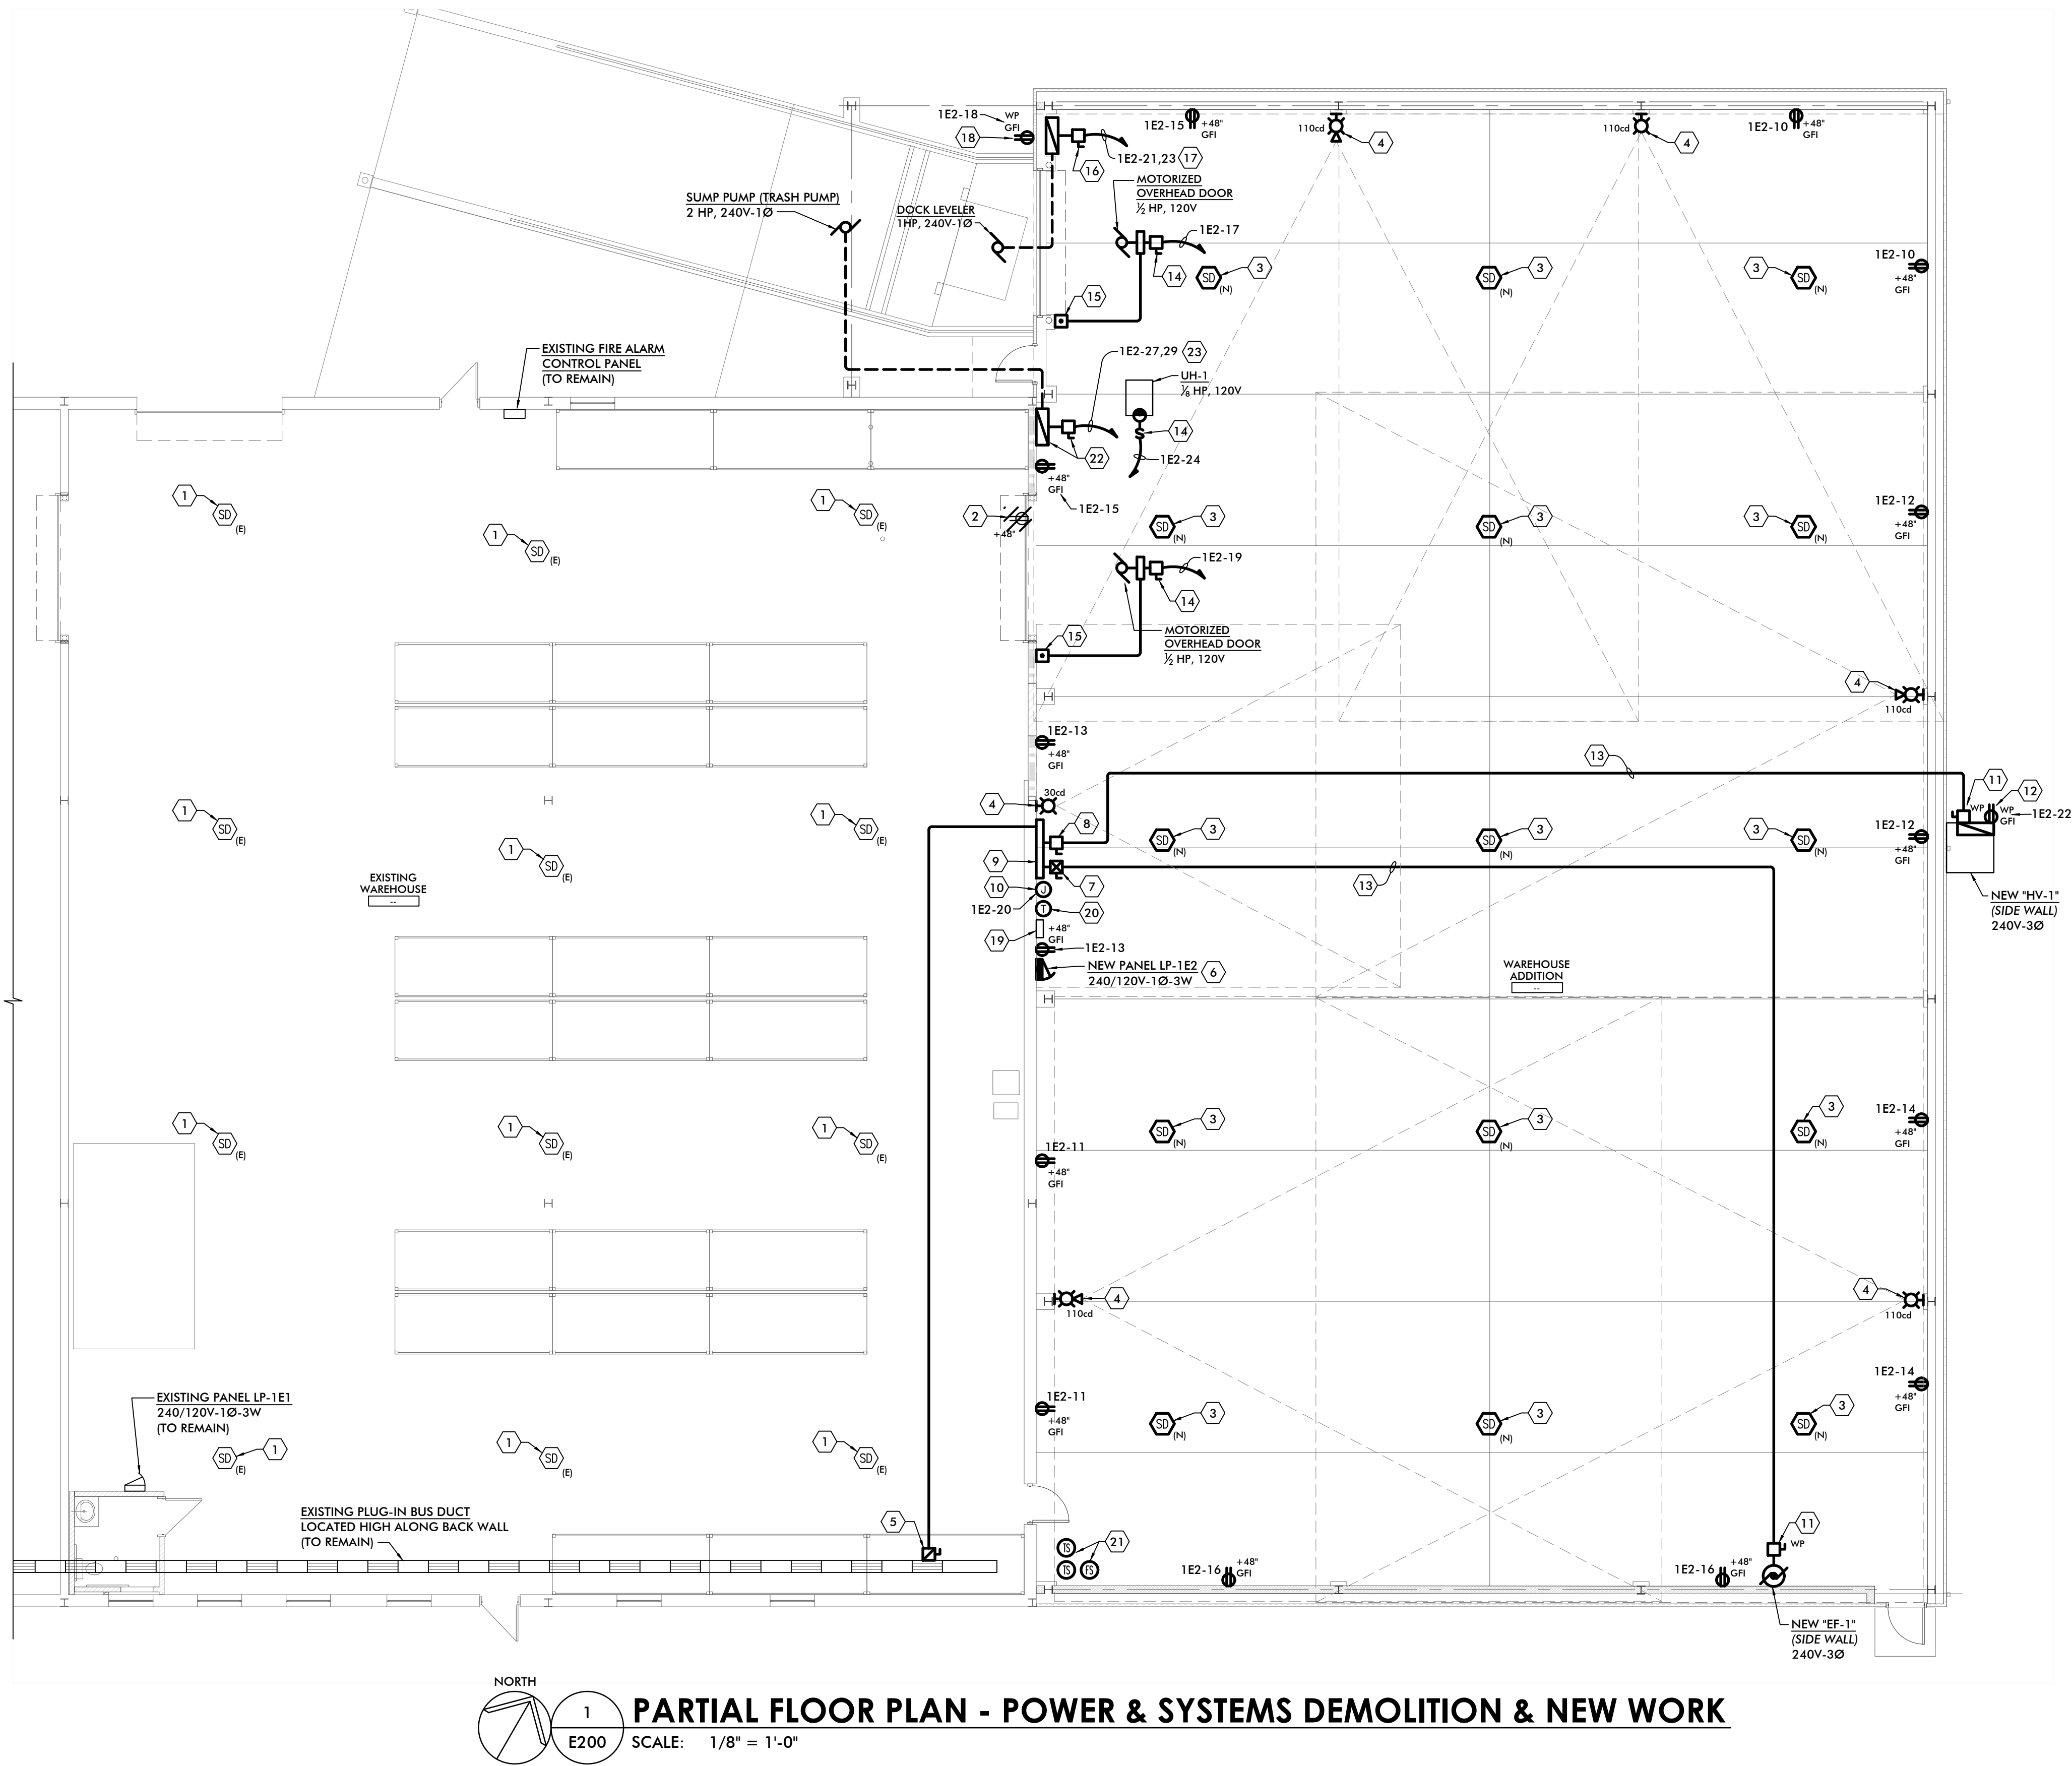 1E2-18
WP
GFI
18
1E2-15
+48"
GFI
110cd
4
110cd
4
1E2-10
+48"
GFI
1E2-21,23
17
16
MOTORIZED
OVERHEAD DOOR
½ HP, 120V
SUMP PUMP (TRASH PUMP)
2 HP, 240V-1Ø
DOCK LEVELER
1HP, 240V-1Ø
1E2-17
14
15
SD
(N)
3
SD
(N)
3
3
SD
(N)
1E2-10
+48"
GFI
EXISTING FIRE ALARM
CONTROL PANEL
(TO REMAIN)
1E2-27,29
23
UH-1
⅛ HP, 120V
14
1E2-24
22
+48"
GFI
1E2-15
1
SD
(E)
1
SD
(E)
1
SD
(E)
2
+48"
SD
(N)
3
SD
(N)
3
3
SD
(N)
1E2-12
+48"
GFI
1E2-19
14
15
MOTORIZED
OVERHEAD DOOR
½ HP, 120V
4
110cd
1E2-13
+48"
GFI
13
11
WP
12
WP
GFI
1E2-22
4
30cd
8
1
SD
(E)
1
SD
(E)
1
SD
(E)
SD
(N)
3
SD
(N)
3
3
SD
(N)
1E2-12
+48"
GFI
9
7
13
10
J
1E2-20
T
20
19
+48"
GFI
1E2-13
NEW PANEL LP-1E2
240/120V-1Ø-3W
6
EXISTING
WAREHOUSE
--
NEW "HV-1"
(SIDE WALL)
240V-3Ø
WAREHOUSE
ADDITION
--
1
SD
(E)
1
SD
(E)
1
SD
(E)
SD
(N)
3
SD
(N)
3
3
SD
(N)
1E2-14
+48"
GFI
1E2-11
+48"
GFI
4
110cd
4
110cd
1E2-14
+48"
GFI
1E2-11
+48"
GFI
SD
(N)
3
SD
(N)
3
3
SD
(N)
EXISTING PANEL LP-1E1
240/120V-1Ø-3W
(TO REMAIN)
SD
(E)
1
1
SD
(E)
1
SD
(E)
EXISTING PLUG-IN BUS DUCT
LOCATED HIGH ALONG BACK WALL
(TO REMAIN)
5
TS
TS
FS
21
1E2-16
+48"
GFI
1E2-16
+48"
GFI
11
WP
NEW "EF-1"
(SIDE WALL)
240V-3Ø
NORTH
1
E200
PARTIAL FLOOR PLAN - POWER & SYSTEMS DEMOLITION & NEW WORK
SCALE: 1/8" = 1'-0"